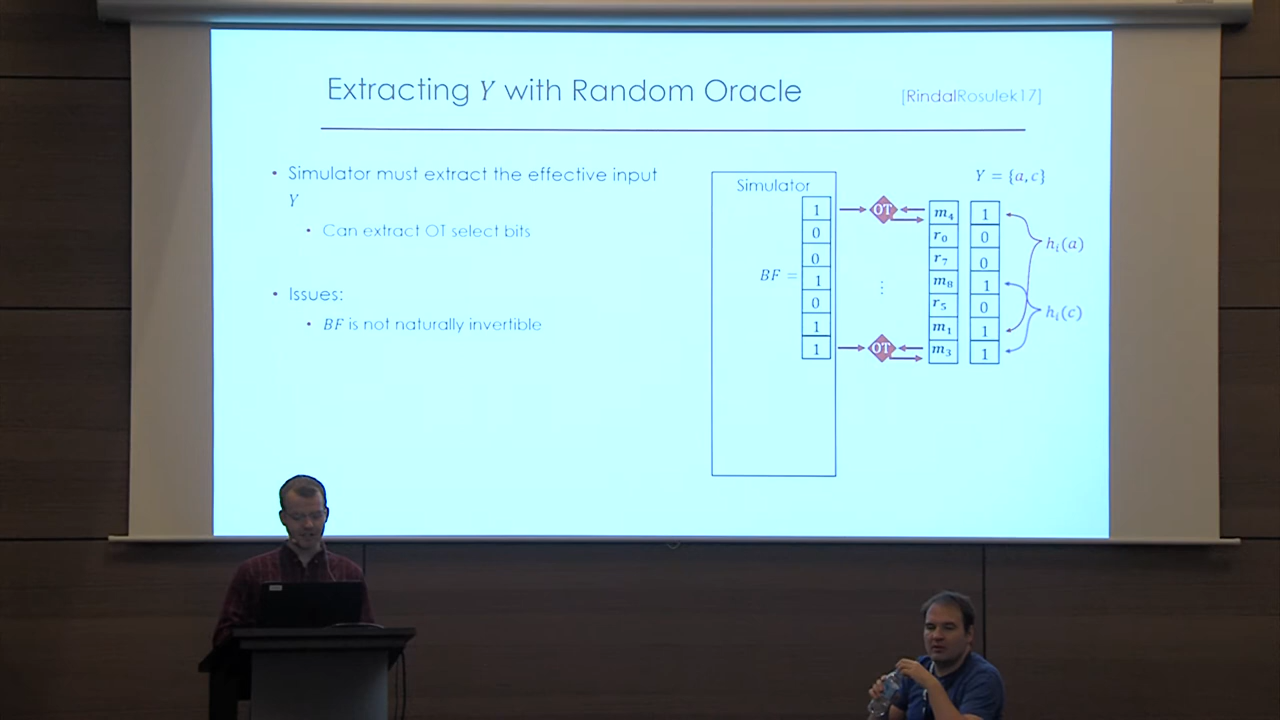 Extracting Y with Random Oracle
[RindalRosulek17]
• Simulator must extract the effective input
Y
• Can extract OT select bits
• Issues:
• BF is not naturally invertible
Simulator
BF =
1
0
0
1
0
1
1
OT
⋮
OT
m₄
r₀
r₇
m₈
r₅
m₁
m₃
Y = {a, c}
1
0
0
1
0
1
1
hᵢ(a)
hᵢ(c)